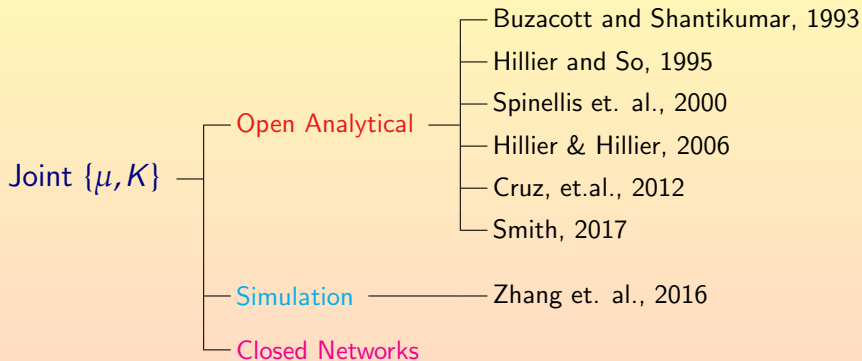 Joint {μ, K}
Open Analytical
Buzacott and Shantikumar, 1993
Hillier and So, 1995
Spinellis et. al., 2000
Hillier & Hillier, 2006
Cruz, et.al., 2012
Smith, 2017
Simulation
Zhang et. al., 2016
Closed Networks